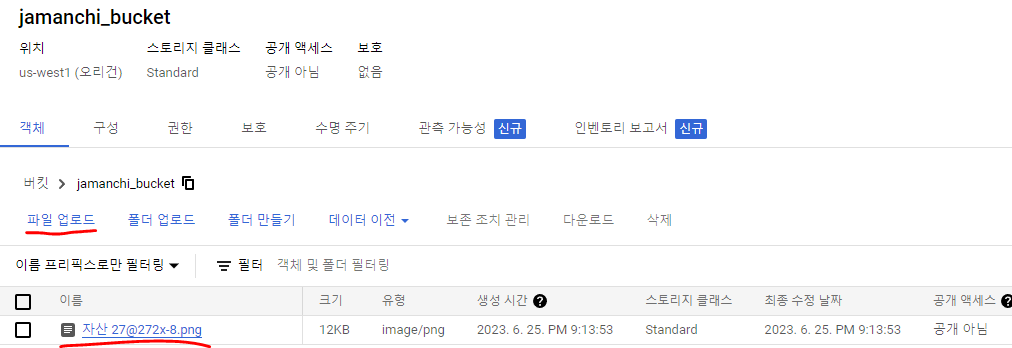 jamanchi_bucket
위치 스토리지 클래스 공개 액세스 보호
us-west1 (오리건) Standard 공개 아님 없음
객체 구성 권한 보호 수명 주기 관측 가능성 신규 인벤토리 보고서 신규
버킷 > jamanchi_bucket
파일 업로드 폴더 업로드 폴더 만들기 데이터 이전 보존 조치 관리 다운로드 삭제
이름 프리픽스로만 필터링 필터 객체 및 폴더 필터링
이름 크기 유형 생성 시간 스토리지 클래스 최종 수정 날짜 공개 액세스
자산 27@272x-8.png 12KB image/png 2023. 6. 25. PM 9:13:53 Standard 2023. 6. 25. PM 9:13:53 공개 아님